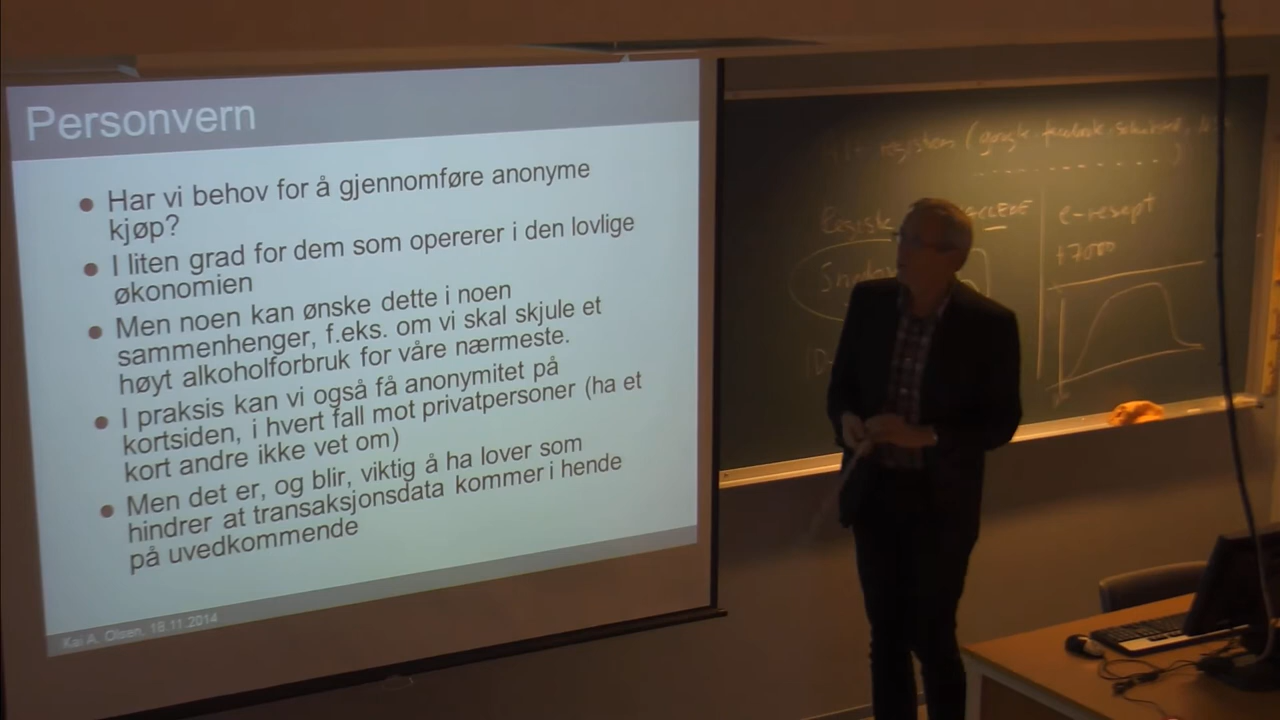 Personvern
• Har vi behov for å gjennomføre anonyme
kjøp?
• I liten grad for dem som opererer i den lovlige
økonomien
• Men noen kan ønske dette i noen
sammenhenger, f.eks. om vi skal skjule et
høyt alkoholforbruk for våre nærmeste.
• I praksis kan vi også få anonymitet på
kortsiden, i hvert fall mot privatpersoner (ha et
kort andre ikke vet om)
• Men det er, og blir, viktig å ha lover som
hindrer at transaksjonsdata kommer i hende
på uvedkommende
Kai A. Olsen, 18.11.2014
e-resept
+7000